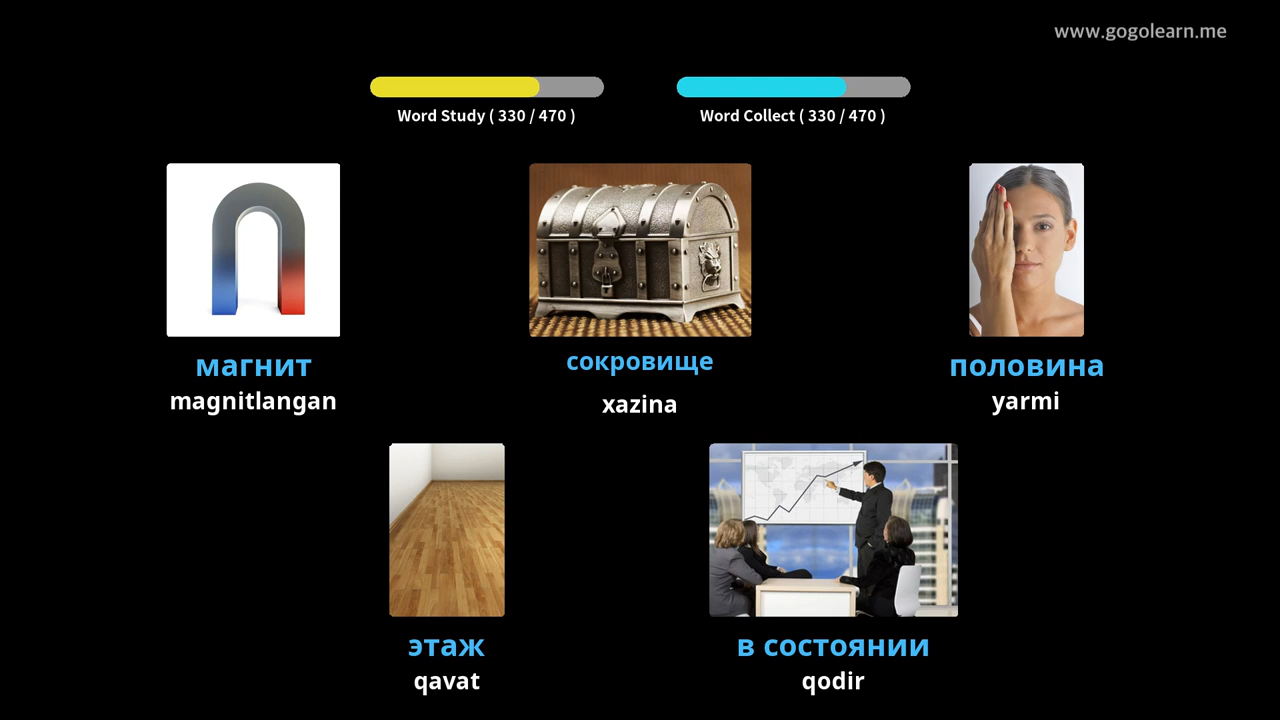 www.gogolearn.me
Word Study ( 330 / 470 )
Word Collect ( 330 / 470 )
магнит
magnitlangan
сокровище
xazina
половина
yarmi
этаж
qavat
в состоянии
qodir